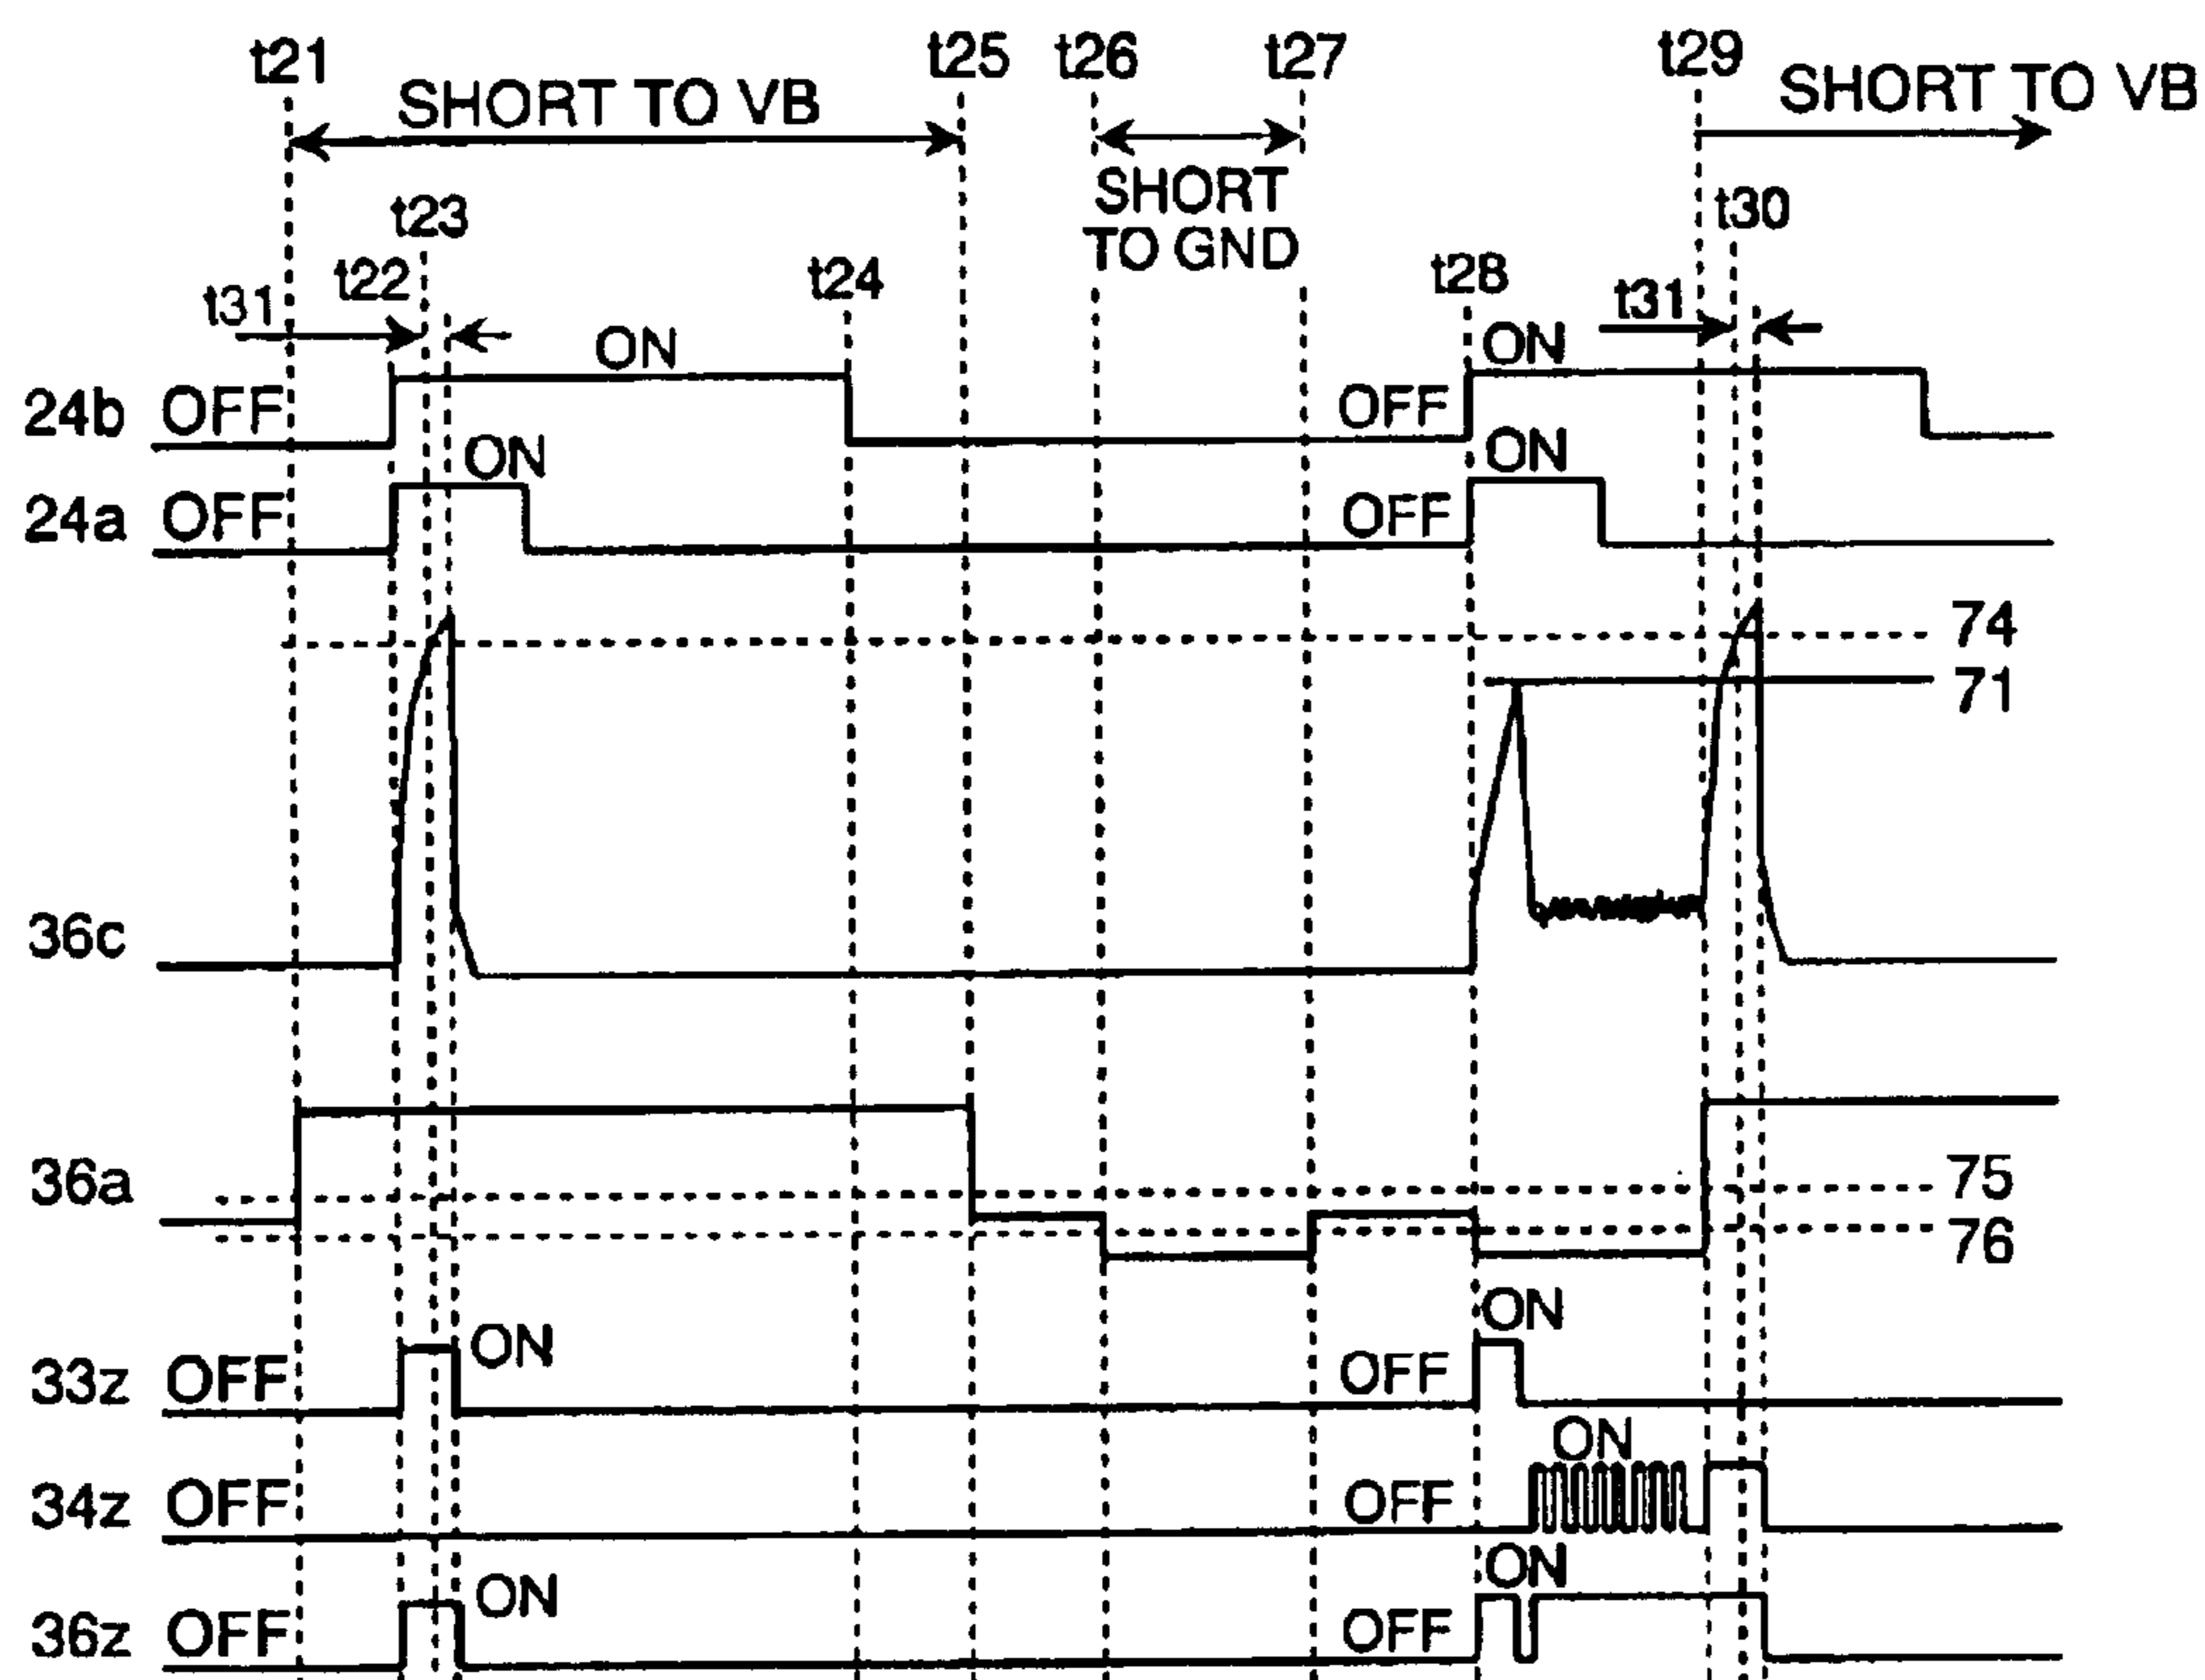 t21
t25
t26
t27
t29
SHORT TO VB
SHORT TO VB
SHORT
TO GND
t23
t30
t22
t24
t28
t31
t31
24b OFF
ON
OFF
ON
24a OFF
ON
OFF
ON
74
71
36c
36a
75
76
33z OFF
ON
OFF
ON
34z OFF
OFF
ON
36z OFF
ON
OFF
ON